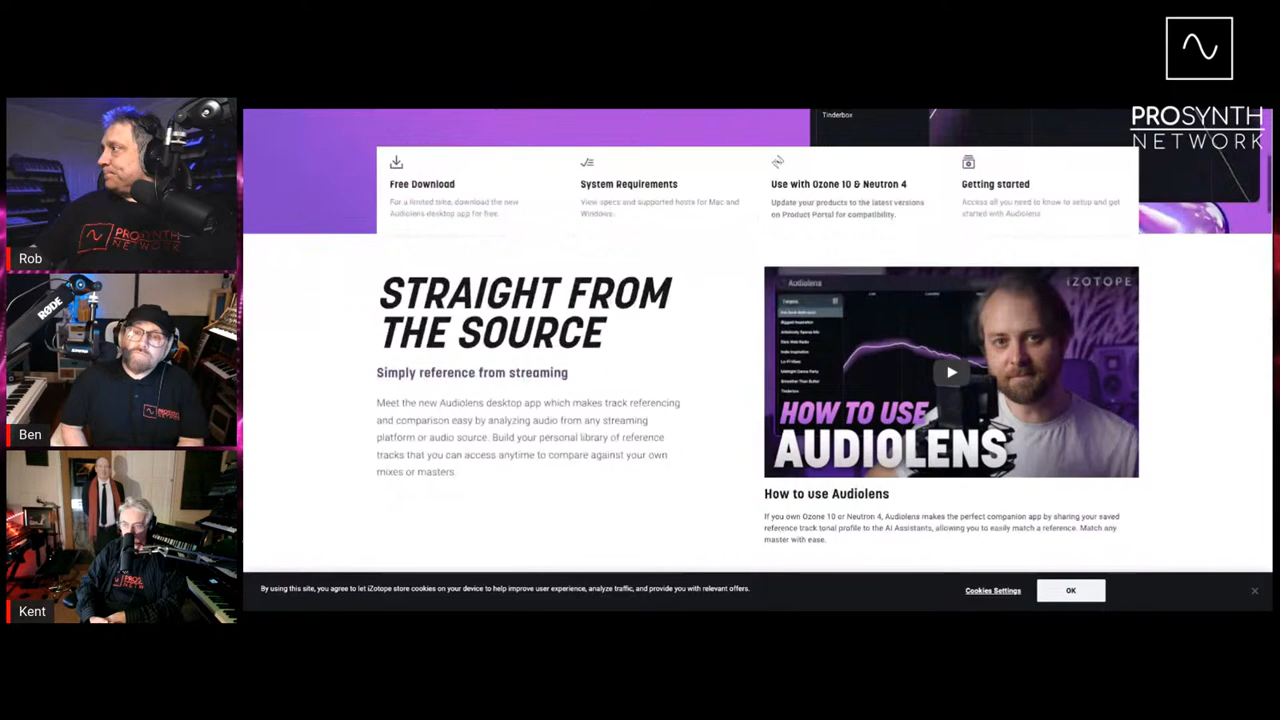 PROSYNTH
NETWORK
Rob
RØDE
Ben
Kent
PROSYNTH
NETWORK
Tinderbox
Free Download
For a limited time, download the new
Audiolens desktop app for free.
System Requirements
View specs and supported hosts for Mac and
Windows.
Use with Ozone 10 & Neutron 4
Update your products to the latest versions
on Product Portal for compatibility.
Getting started
Access all you need to know to setup and get
started with Audiolens
STRAIGHT FROM
THE SOURCE
Simply reference from streaming
Meet the new Audiolens desktop app which makes track referencing
and comparison easy by analyzing audio from any streaming
platform or audio source. Build your personal library of reference
tracks that you can access anytime to compare against your own
mixes or masters.
Audiolens
iZOTOPE
HOW TO USE
AUDIOLENS
How to use Audiolens
If you own Ozone 10 or Neutron 4, Audiolens makes the perfect companion app by sharing your saved
reference track tonal profile to the AI Assistants, allowing you to easily match a reference. Match any
master with ease.
By using this site, you agree to let iZotope store cookies on your device to help improve user experience, analyze traffic, and provide you with relevant offers.
Cookies Settings
OK